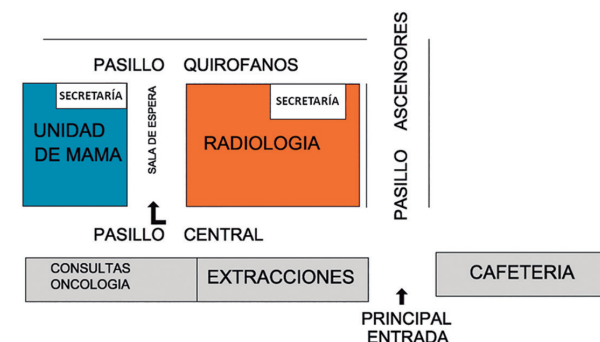 PASILLO QUIROFANOS
PASILLO ASCENSORES
SECRETARÍA
UNIDAD
DE MAMA
SALA DE ESPERA
SECRETARÍA
RADIOLOGIA
PASILLO CENTRAL
CONSULTAS
ONCOLOGIA
EXTRACCIONES
CAFETERIA
PRINCIPAL
ENTRADA